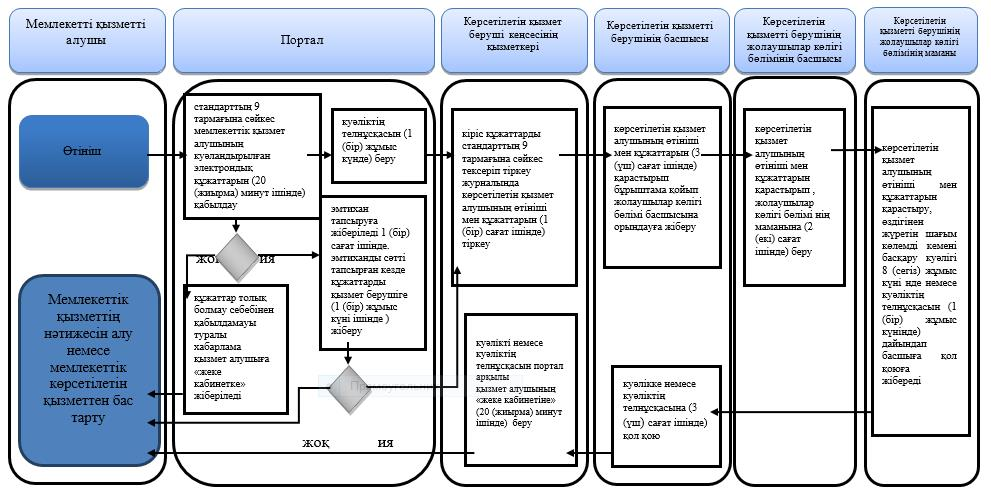 Мемлекетті қызметті
алушы
Портал
Көрсетілетін қызмет
беруші кеңсесінің
қызметкері
Көрсетілетін қызметті
берушінің басшысы
Көрсетілетін
қызметті берушінің
жолаушылар көлігі
бөлімінің басшысы
Көрсетілетін
қызметті берушінің
жолаушылар көлігі
бөлімінің маманы
Өтініш
стандарттың 9
тармағына сәйкес
мемлекеттік қызмет
алушының
куәландырылған
электрондық
құжаттарын (20
(жиырма) минут ішінде)
қабылдау
куәліктің
телнұсқасын (1
(бір) жұмыс
күнде) беру
кіріс құжаттарды
стандарттың 9
тармағына сәйкес
тексеріп тіркеу
журналында
көрсетілетін қызмет
алушының өтініші
мен құжаттарын (1
(бір) сағат ішінде)
тіркеу
көрсетілетін қызмет
алушының өтініші
мен құжаттарын (3
(үш) сағат ішінде)
қарастырып
бұрыштама қойып
жолаушылар көлігі
бөлімі басшысына
орындауға жіберу
көрсетілетін
қызмет
алушының
өтініші мен
құжаттарын
қарастырып ,
жолаушылар
көлігі бөлімі нің
маманына (2
(екі) сағат
ішінде) беру
көрсетілетін
қызмет
алушының
өтініші мен
құжаттарын
қарастыру,
өздігінен
жүретін шағым
көлемді кемені
басқару куәлігі
8 (сегіз) жұмыс
күні нде немесе
куәліктің
телнұсқасын (1
(бір) жұмыс
күнінде)
дайындап
басшыға қол
қоюға
жібереді
эмтихан
тапсыруға
жіберіледі 1 (бір)
сағат ішінде.
эмтиханды сәтті
тапсырған кезде
құжаттарды
қызмет берушіге
(1 (бір) жұмыс
күні ішінде )
жіберу
ия
құжаттар толық
болмау себебінен
қабылдамауы
туралы
хабарлама
қызмет алушыға
«жеке
кабинетке»
жіберіледі
Мемлекеттік
қызметтің
нәтижесін алу
немесе
мемлекеттік
көрсетілетін
қызметтен бас
тарту
куәлікті немесе
куәліктің
телнұсқасын портал
арқылы
қызмет алушының
«жеке кабинетіне»
(20 (жиырма) минут
ішінде) беру
куәлікке немесе
куәліктің
телнұсқасына (3
(үш) сағат ішінде)
қол қою
жоқ ия